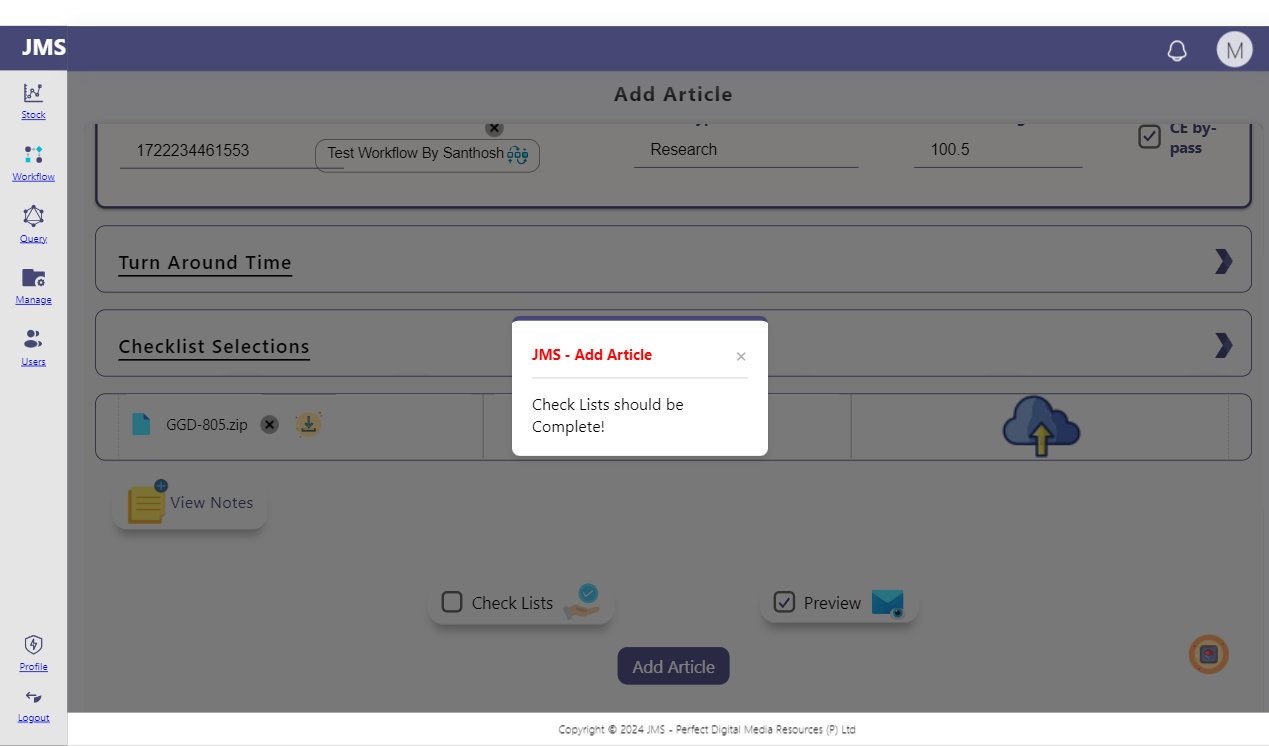 JMS
M
Add Article
Stock
Workflow
Query
Manage
Users
Profile
Logout
CE by-
pass
1722234461553
Test Workflow By Santhosh
Research
100.5
Turn Around Time
Checklist Selections
JMS - Add Article
×
Check Lists should be
Complete!
GGD-805.zip
View Notes
Check Lists
Preview
Add Article
Copyright © 2024 JMS - Perfect Digital Media Resources (P) Ltd